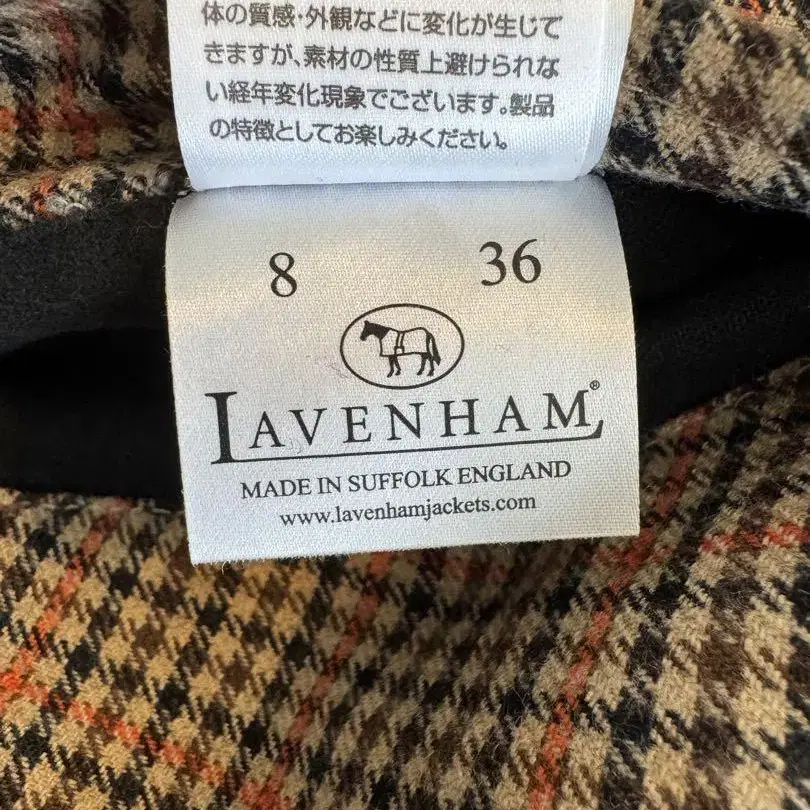 体の質感・外観などに変化が生じて
きますが、素材の性質上避けられな
い経年変化現象でございます。製品
の特徴としてお楽しみください。
8 36
LAVENHAM®
MADE IN SUFFOLK ENGLAND
www.lavenhamjackets.com